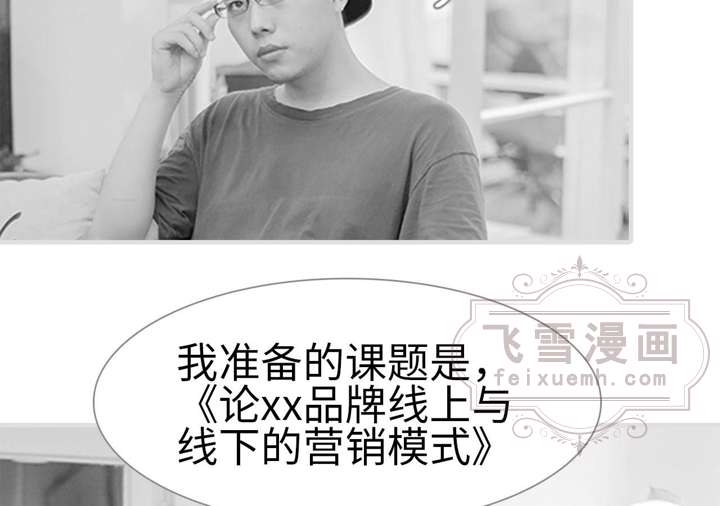 我准备的课题是，
《论xx品牌线上与
线下的营销模式》
飞雪漫画
feixuemh.com